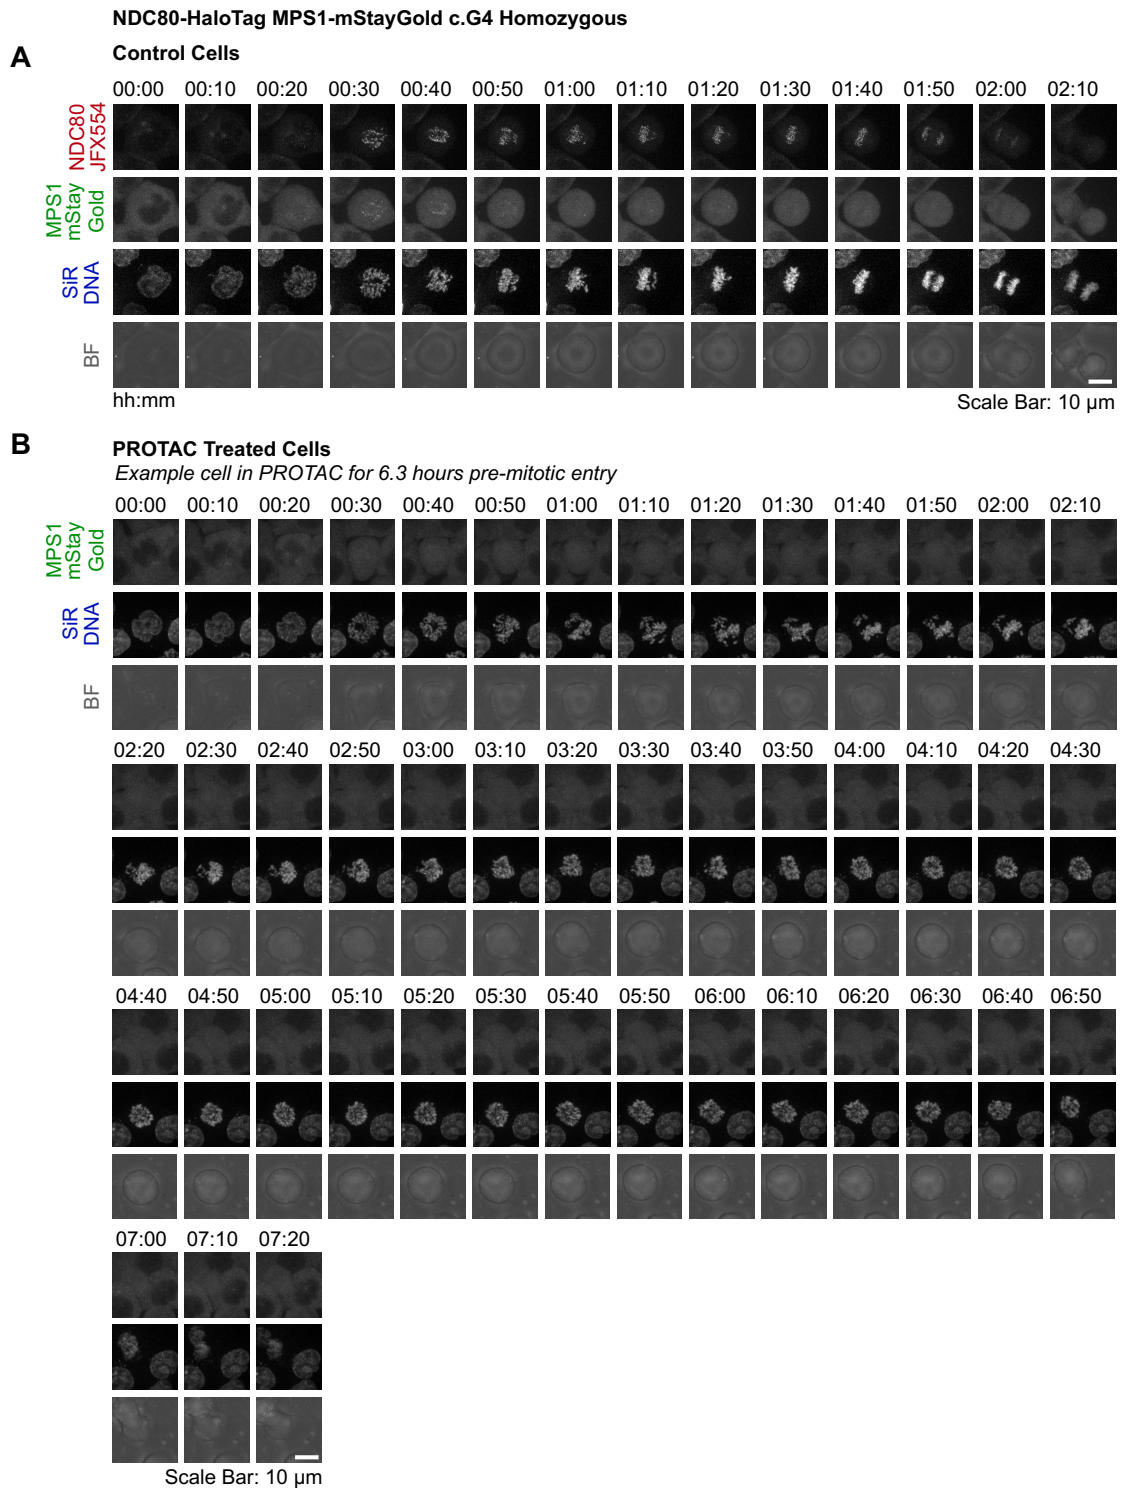 NDC80-HaloTag MPS1-mStayGold c.G4 Homozygous
A
Control Cells
00:00 00:10 00:20 00:30 00:40 00:50 01:00 01:10 01:20 01:30 01:40 01:50 02:00 02:10
NDC80
JFX554
MPS1
mStay
Gold
SiR
DNA
BF
hh:mm
Scale Bar: 10 µm
B
PROTAC Treated Cells
Example cell in PROTAC for 6.3 hours pre-mitotic entry
00:00 00:10 00:20 00:30 00:40 00:50 01:00 01:10 01:20 01:30 01:40 01:50 02:00 02:10
MPS1
mStay
Gold
SiR
DNA
BF
02:20 02:30 02:40 02:50 03:00 03:10 03:20 03:30 03:40 03:50 04:00 04:10 04:20 04:30
04:40 04:50 05:00 05:10 05:20 05:30 05:40 05:50 06:00 06:10 06:20 06:30 06:40 06:50
07:00 07:10 07:20
Scale Bar: 10 µm